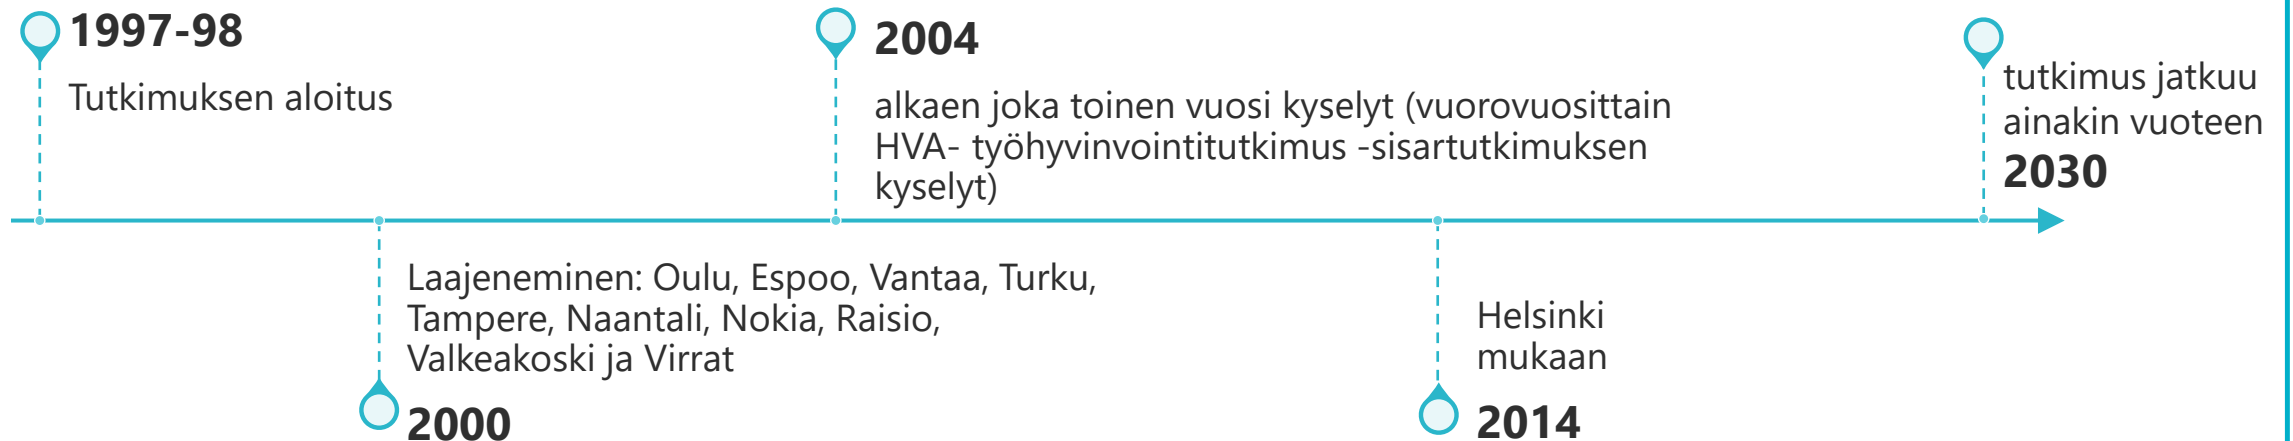 1997-98
Tutkimuksen aloitus
Laajeneminen: Oulu, Espoo, Vantaa, Turku,
Tampere, Naantali, Nokia, Raisio,
Valkeakoski ja Virrat
2000
2004
alkaen joka toinen vuosi kyselyt (vuorovuosittain
HVA- työhyvinvointitutkimus -sisartutkimuksen
kyselyt)
Helsinki
mukaan
2014
tutkimus jatkuu
ainakin vuoteen
2030